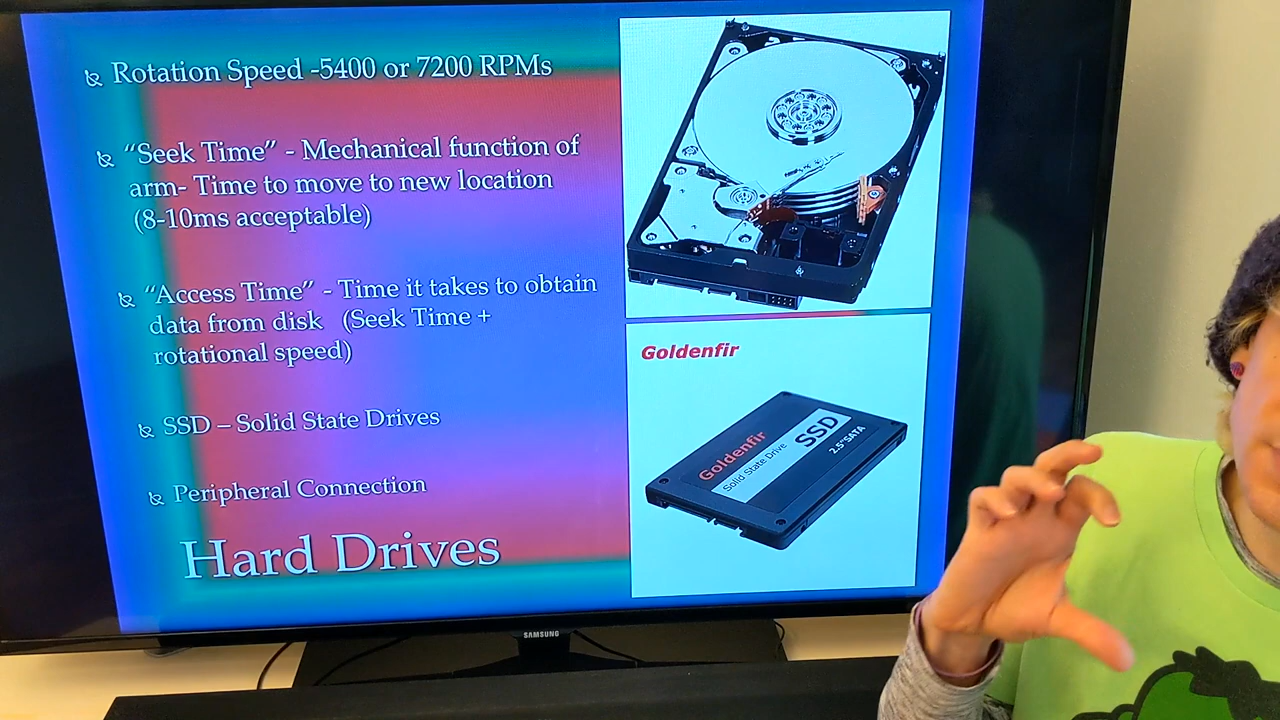 Rotation Speed -5400 or 7200 RPMs
“Seek Time” - Mechanical function of
arm- Time to move to new location
(8-10ms acceptable)
“Access Time” - Time it takes to obtain
data from disk (Seek Time +
rotational speed)
SSD – Solid State Drives
Peripheral Connection
Hard Drives
Goldenfir
Goldenfir
Solid State Drive
SSD
2.5"SATA
SAMSUNG